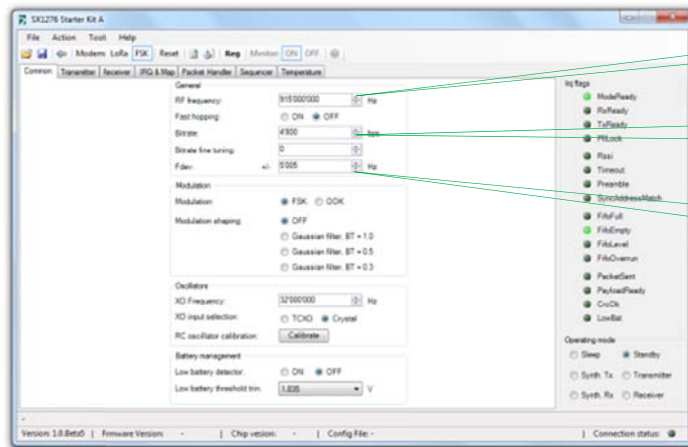 SX1276 Starter Kit A
File Action Tools Help
Modem: LoRa FSK Reset Reg Monitor: ON OFF
Common Transmitter Receiver IRQ & Map Packet Handler Sequencer Temperature
General
RF frequency: 915'000'000 Hz
Fast hopping: ON OFF
Bitrate: 4'800 bps
Bitrate fine tuning: 0
Fdev: +/- 5'005 Hz
Modulation
Modulation: FSK OOK
Modulation shaping: OFF
Gaussian filter, BT = 1.0
Gaussian filter, BT = 0.5
Gaussian filter, BT = 0.3
Oscillators
XO Frequency: 32'000'000 Hz
XO input selection: TCXO Crystal
RC oscillator calibration: Calibrate
Battery management
Low battery detector: ON OFF
Low battery threshold trim: 1.835 V
Irq flags
ModeReady
RxReady
TxReady
PllLock
Rssi
Timeout
Preamble
SyncAddressMatch
FifoFull
FifoEmpty
FifoLevel
FifoOverrun
PacketSent
PayloadReady
CrcOk
LowBat
Operating mode
Sleep Standby
Synth. Tx Transmitter
Synth. Rx Receiver
-
Version: 1.0.Beta5 | Firmware Version: - | Chip version: - | Config File: - | Connection status: